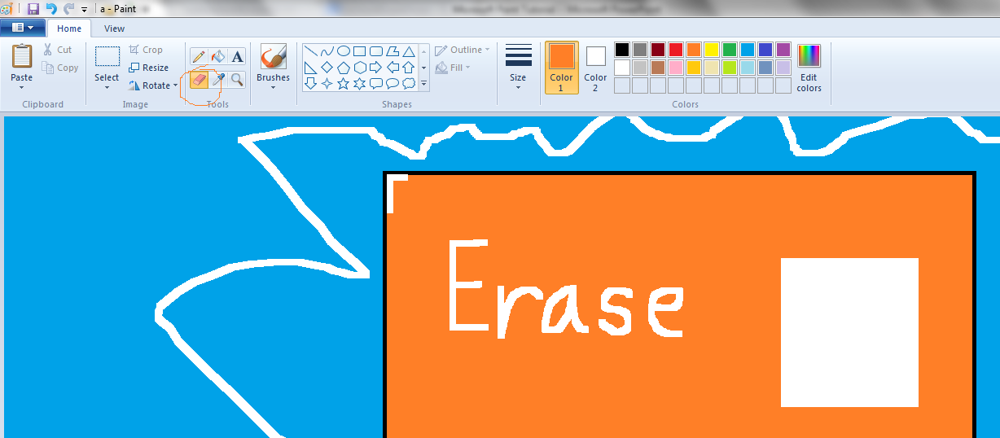 a - Paint
Microsoft Paint Tutorial - Microsoft PowerPoint
Home View
Cut
Copy
Paste
Clipboard
Select
Crop
Resize
Rotate
Image
A
Tools
Brushes
Outline
Fill
Shapes
Size
Color
1
Color
2
Edit
colors
Colors
Erase